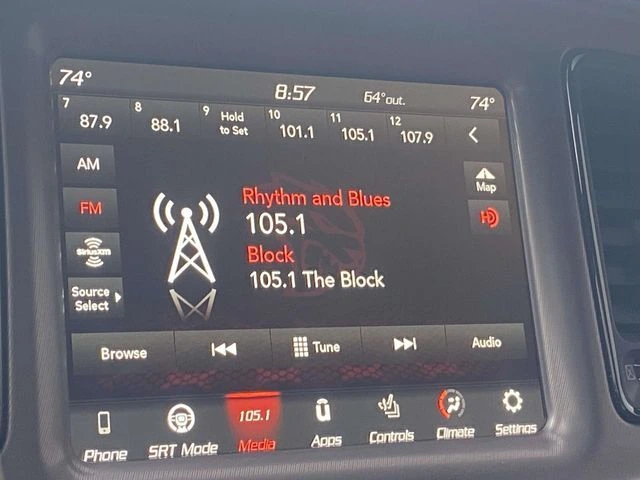 74°
8:57
64°out.
74°
7
87.9
8
88.1
9
Hold
to Set
10
101.1
11
105.1
12
107.9
AM
FM
SiriusXM
Source
Select
Rhythm and Blues
105.1
Block
105.1 The Block
Map
HD
Browse
Tune
Audio
Phone
SRT Mode
105.1
Media
Apps
Controls
Climate
Settings